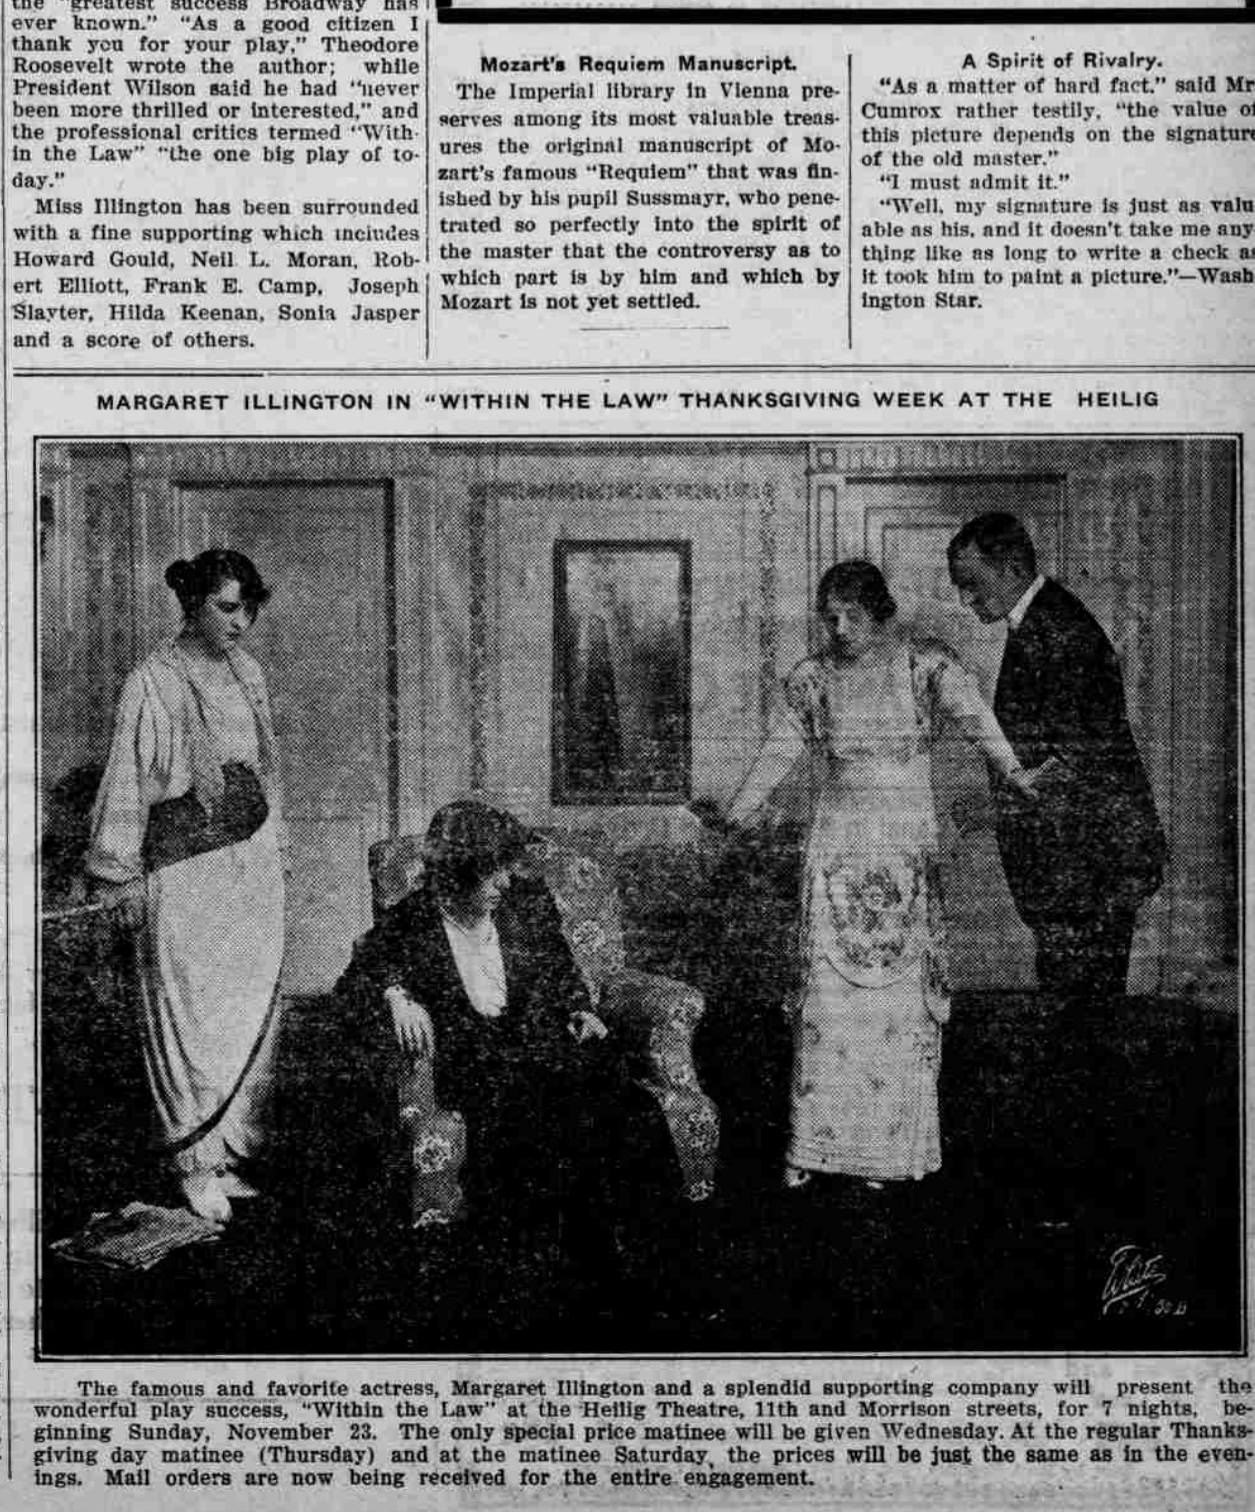 the "greatest success Broadway has
ever known." "As a good citizen I
thank you for your play," Theodore
Roosevelt wrote the author; while
President Wilson said he had "never
been more thrilled or interested," and
the professional critics termed "With-
in the Law" "the one big play of to-
day."
Miss Illington has been surrounded
with a fine supporting which includes
Howard Gould, Neil L. Moran, Rob-
ert Elliott, Frank E. Camp, Joseph
Slayter, Hilda Keenan, Sonia Jasper
and a score of others.
Mozart's Requiem Manuscript.
The Imperial library in Vienna pre-
serves among its most valuable treas-
ures the original manuscript of Mo-
zart's famous "Requiem" that was fin-
ished by his pupil Sussmayr, who pene-
trated so perfectly into the spirit of
the master that the controversy as to
which part is by him and which by
Mozart is not yet settled.
A Spirit of Rivalry.
"As a matter of hard fact," said Mr
Cumrox rather testily, "the value of
this picture depends on the signature
of the old master."
"I must admit it."
"Well, my signature is just as valu
able as his, and it doesn't take me any
thing like as long to write a check as
it took him to paint a picture."—Wash
ington Star.
MARGARET ILLINGTON IN "WITHIN THE LAW" THANKSGIVING WEEK AT THE HEILIG
White
The famous and favorite actress, Margaret Illington and a splendid supporting company will present the
wonderful play success, "Within the Law" at the Heilig Theatre, 11th and Morrison streets, for 7 nights, be-
ginning Sunday, November 23. The only special price matinee will be given Wednesday. At the regular Thanks-
giving day matinee (Thursday) and at the matinee Saturday, the prices will be just the same as in the even-
ings. Mail orders are now being received for the entire engagement.